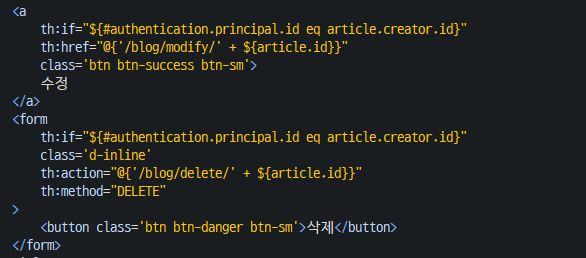 <a
th:if="${#authentication.principal.id eq article.creator.id}"
th:href="@{'/blog/modify/' + ${article.id}}"
class='btn btn-success btn-sm'>
수정
</a>
<form
th:if="${#authentication.principal.id eq article.creator.id}"
class='d-inline'
th:action="@{'/blog/delete/' + ${article.id}}"
th:method="DELETE"
>
<button class='btn btn-danger btn-sm'>삭제</button>
</form>